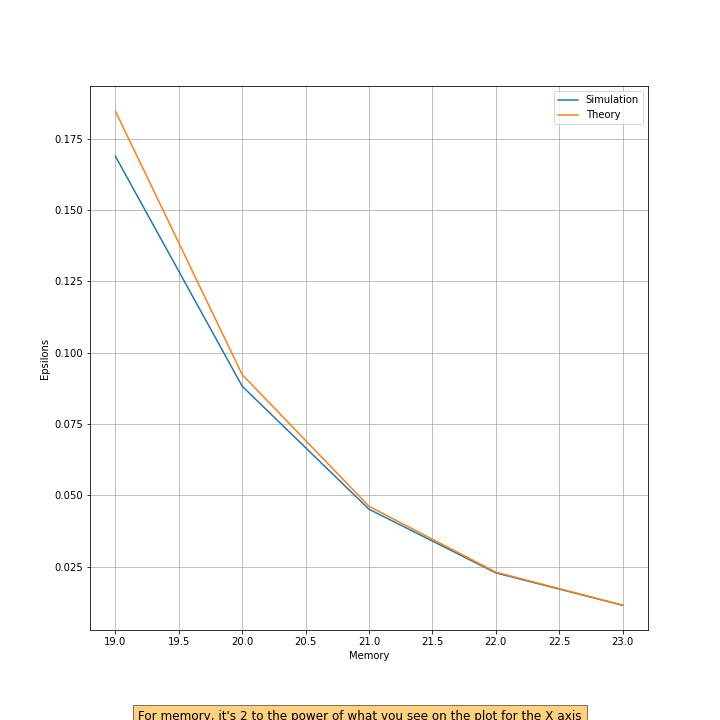 Simulation
Theory
0.175
0.150
0.125
0.100
0.075
0.050
0.025
Epsilons
19.0 19.5 20.0 20.5 21.0 21.5 22.0 22.5 23.0
Memory
For memory, it's 2 to the power of what you see on the plot for the X axis